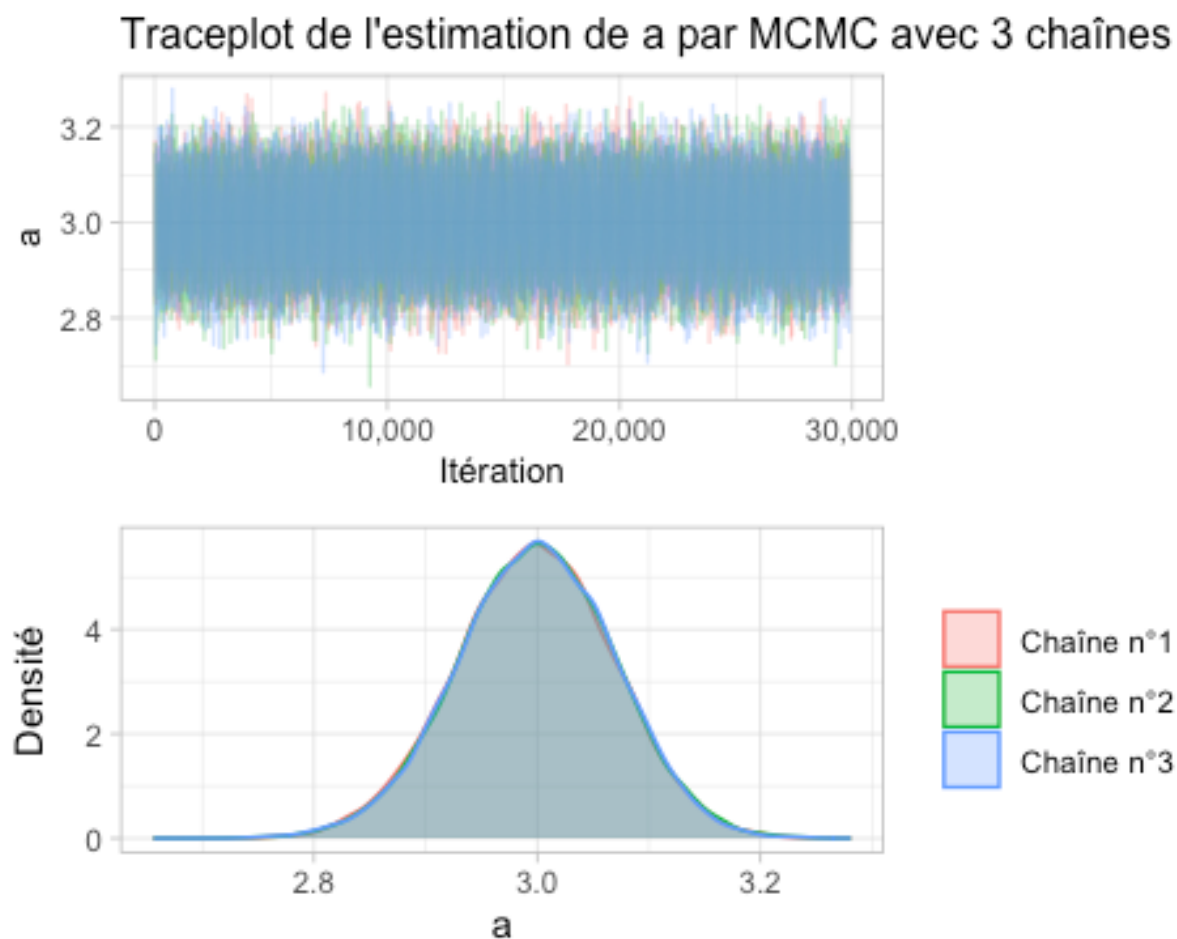 Traceplot de l'estimation de a par MCMC avec 3 chaînes
3.2
3.0
2.8
a
0
10,000
20,000
30,000
Itération
4
2
0
Densité
2.8
3.0
3.2
a
Chaîne n°1
Chaîne n°2
Chaîne n°3